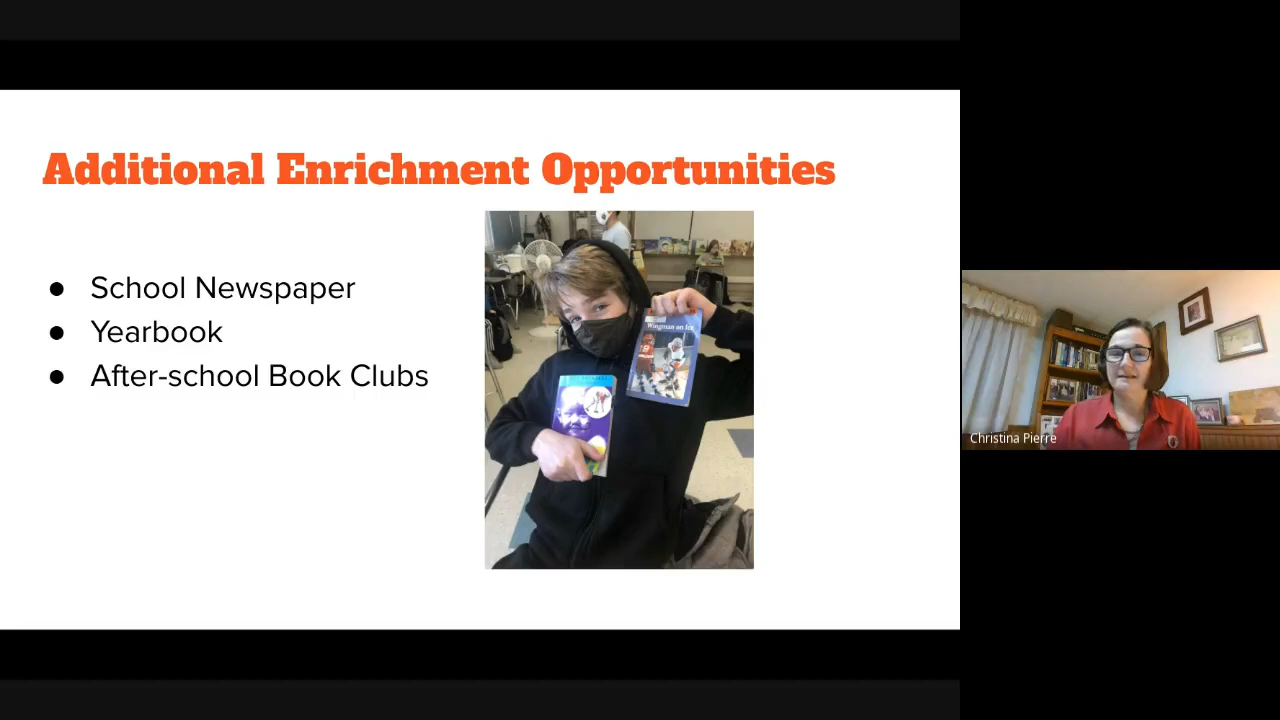 Additional Enrichment Opportunities
● School Newspaper
● Yearbook
● After-school Book Clubs
Wingman on Ice
Christina Pierre